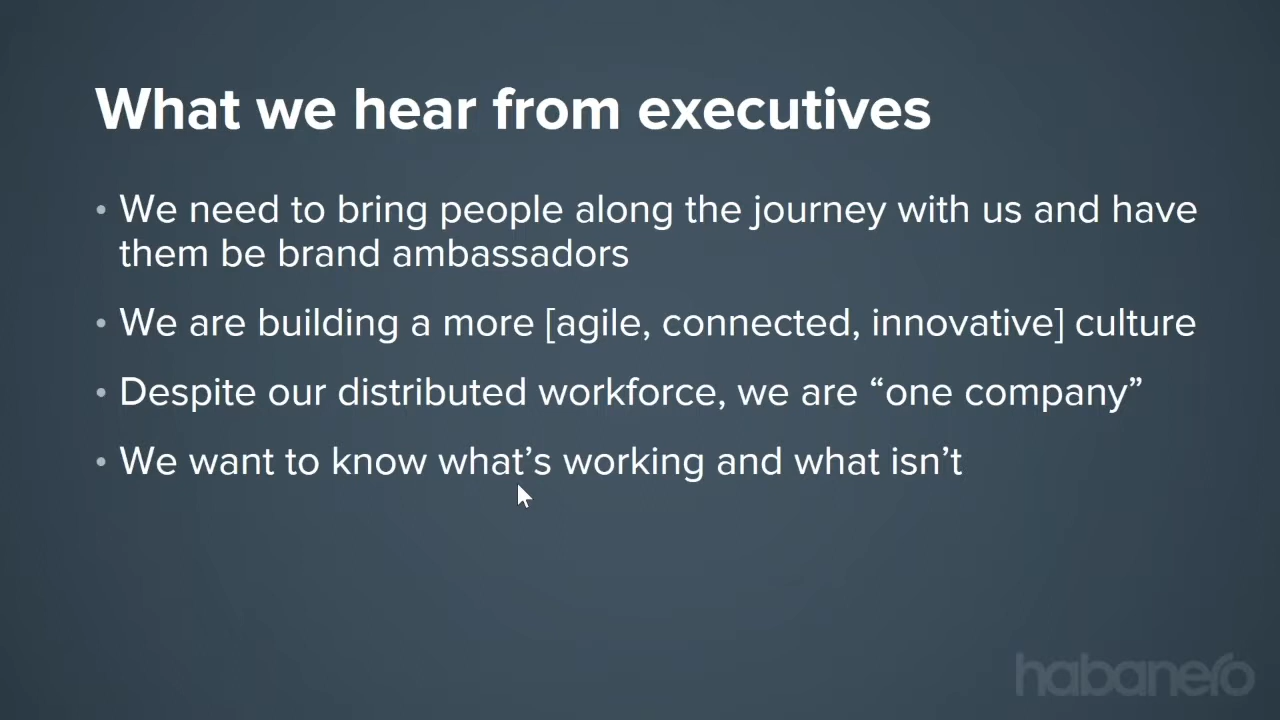 What we hear from executives
• We need to bring people along the journey with us and have
them be brand ambassadors
• We are building a more [agile, connected, innovative] culture
• Despite our distributed workforce, we are “one company”
• We want to know what’s working and what isn’t
habanero